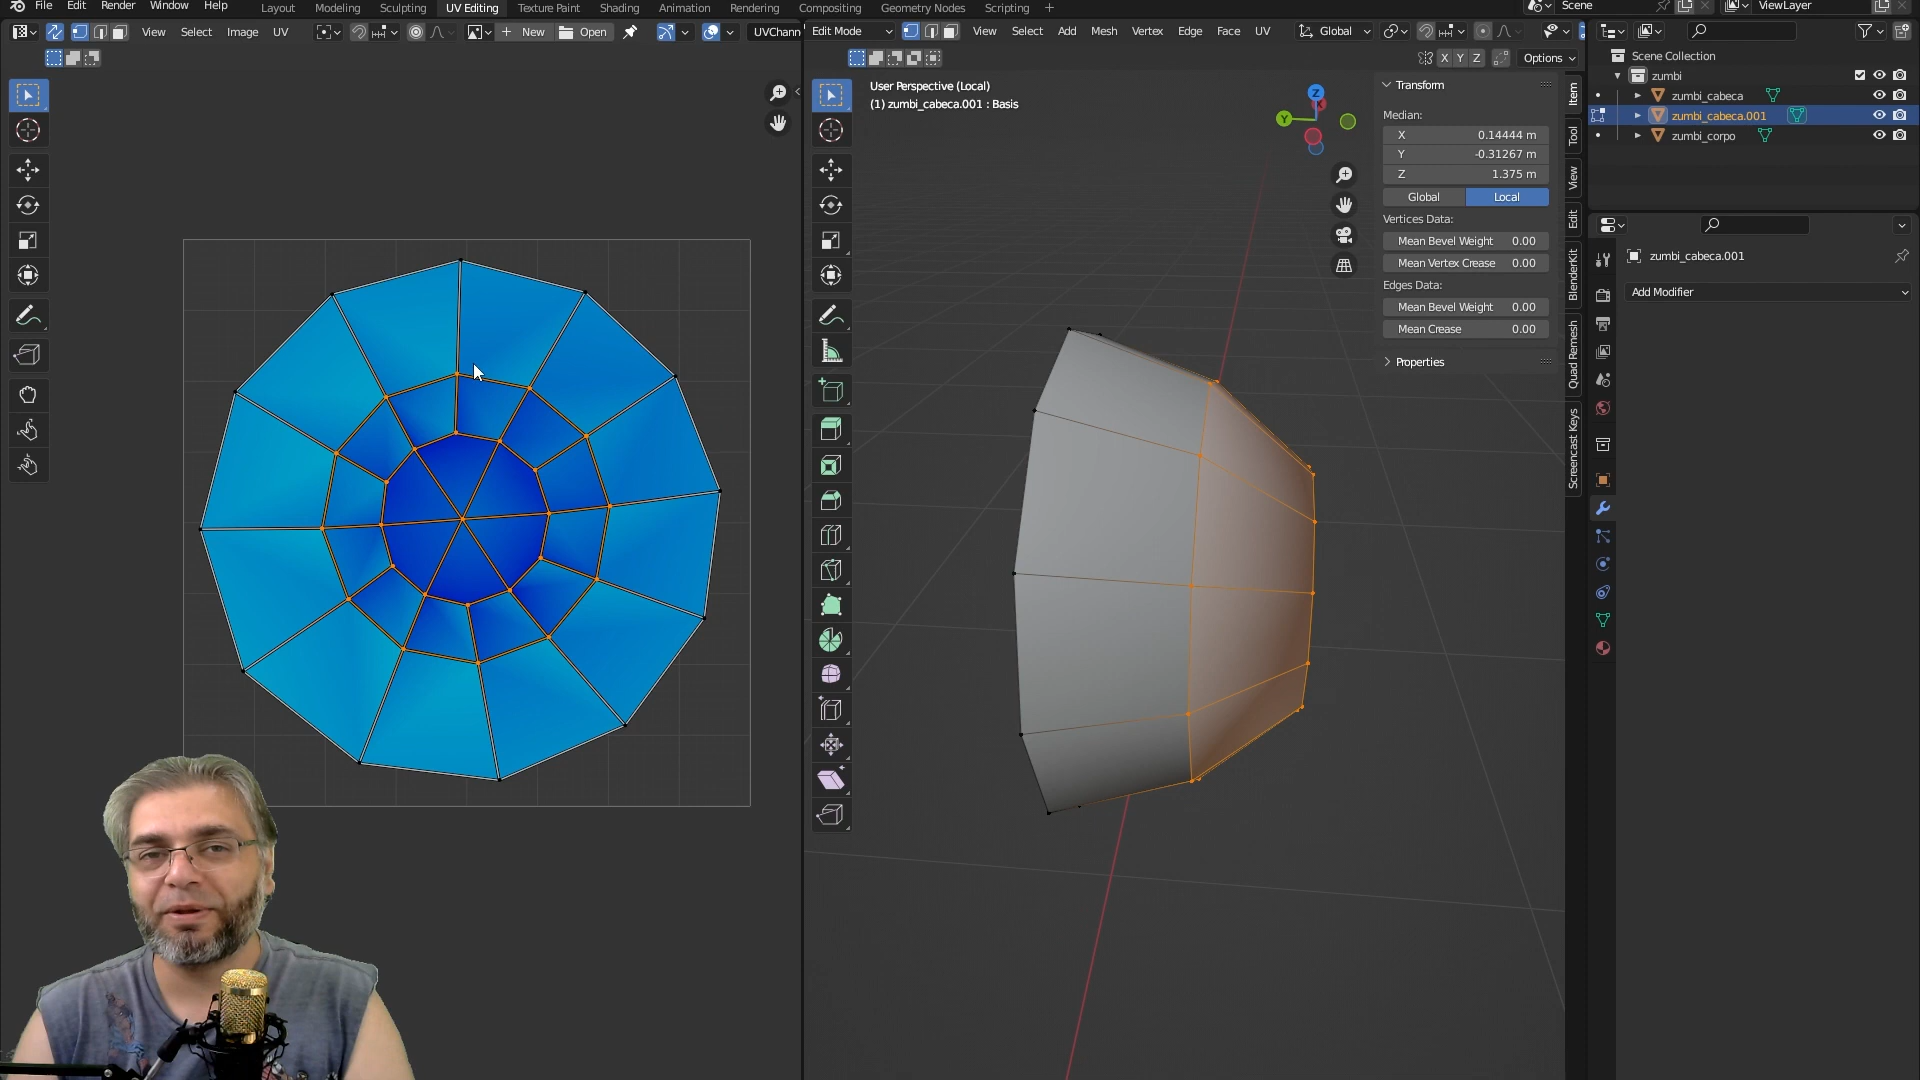 File Edit Render Window Help Layout Modeling Sculpting UV Editing Texture Paint Shading Animation Rendering Compositing Geometry Nodes Scripting + Scene ViewLayer
View Select Image UV New Open UVChann
Edit Mode View Select Add Mesh Vertex Edge Face UV Global
X Y Z Options
User Perspective (Local)
(1) zumbi_cabeca.001 : Basis
Z
Y
Transform
Median:
X 0.14444 m
Y -0.31267 m
Z 1.375 m
Global Local
Vertices Data:
Mean Bevel Weight 0.00
Mean Vertex Crease 0.00
Edges Data:
Mean Bevel Weight 0.00
Mean Crease 0.00
Properties
Item
Tool
View
Edit
BlenderKit
Quad Remesh
Screencast Keys
Scene Collection
zumbi
zumbi_cabeca
zumbi_cabeca.001
zumbi_corpo
zumbi_cabeca.001
Add Modifier